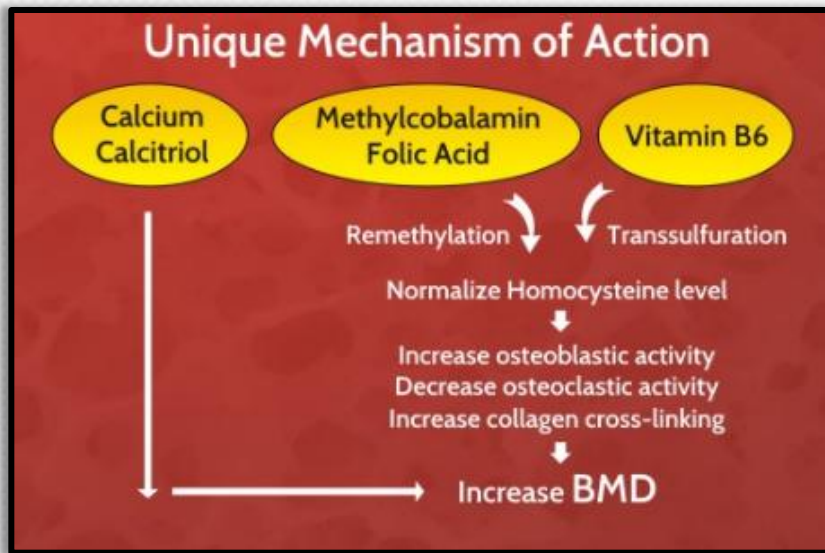 Unique Mechanism of Action
Calcium
Calcitriol
Methylcobalamin
Folic Acid
Vitamin B6
Remethylation
Transsulfuration
Normalize Homocysteine level
Increase osteoblastic activity
Decrease osteoclastic activity
Increase collagen cross-linking
Increase BMD